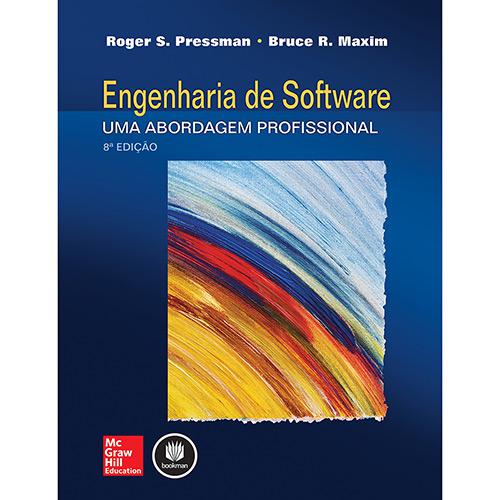 Roger S. Pressman • Bruce R. Maxim
Engenharia de Software
UMA ABORDAGEM PROFISSIONAL
8ª EDIÇÃO
Mc
Graw
Hill
Education
bookman